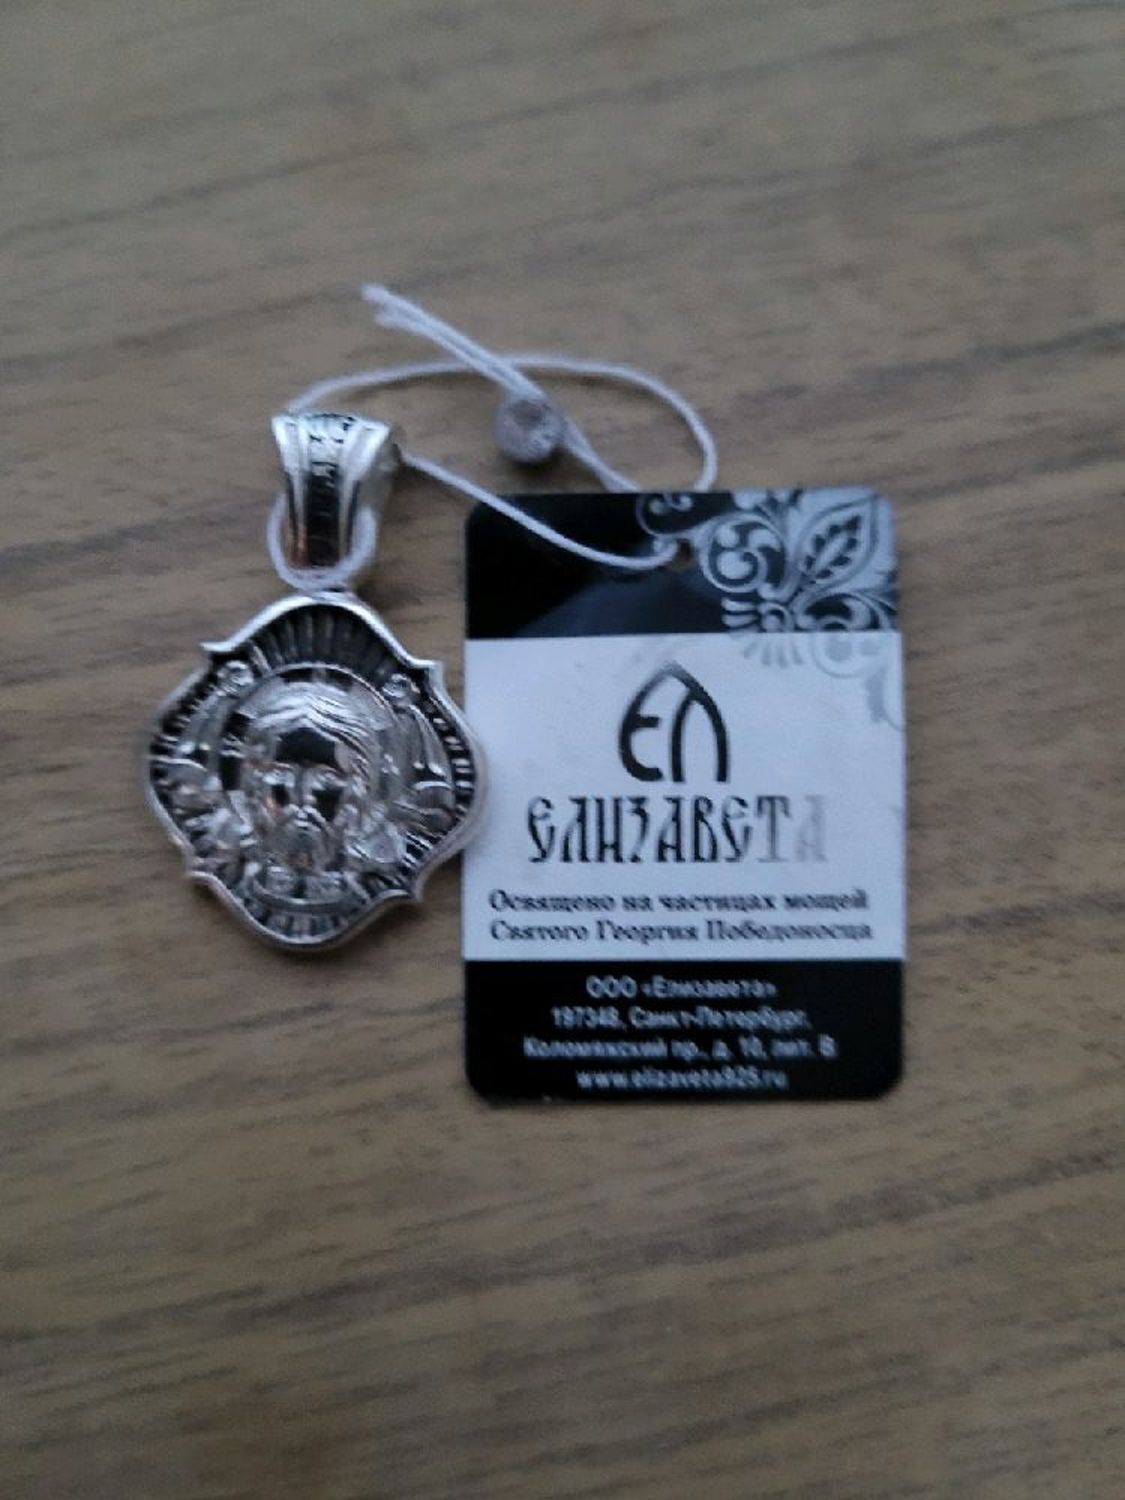 ЕЛ
ЕЛИЗАВЕТА
Освящено на частицах мощей
Святого Георгия Победоносца
ООО «Елизавета»
197348, Санкт-Петербург,
Коломяжский пр., д. 10, лит. В
www.elizaveta925.ru